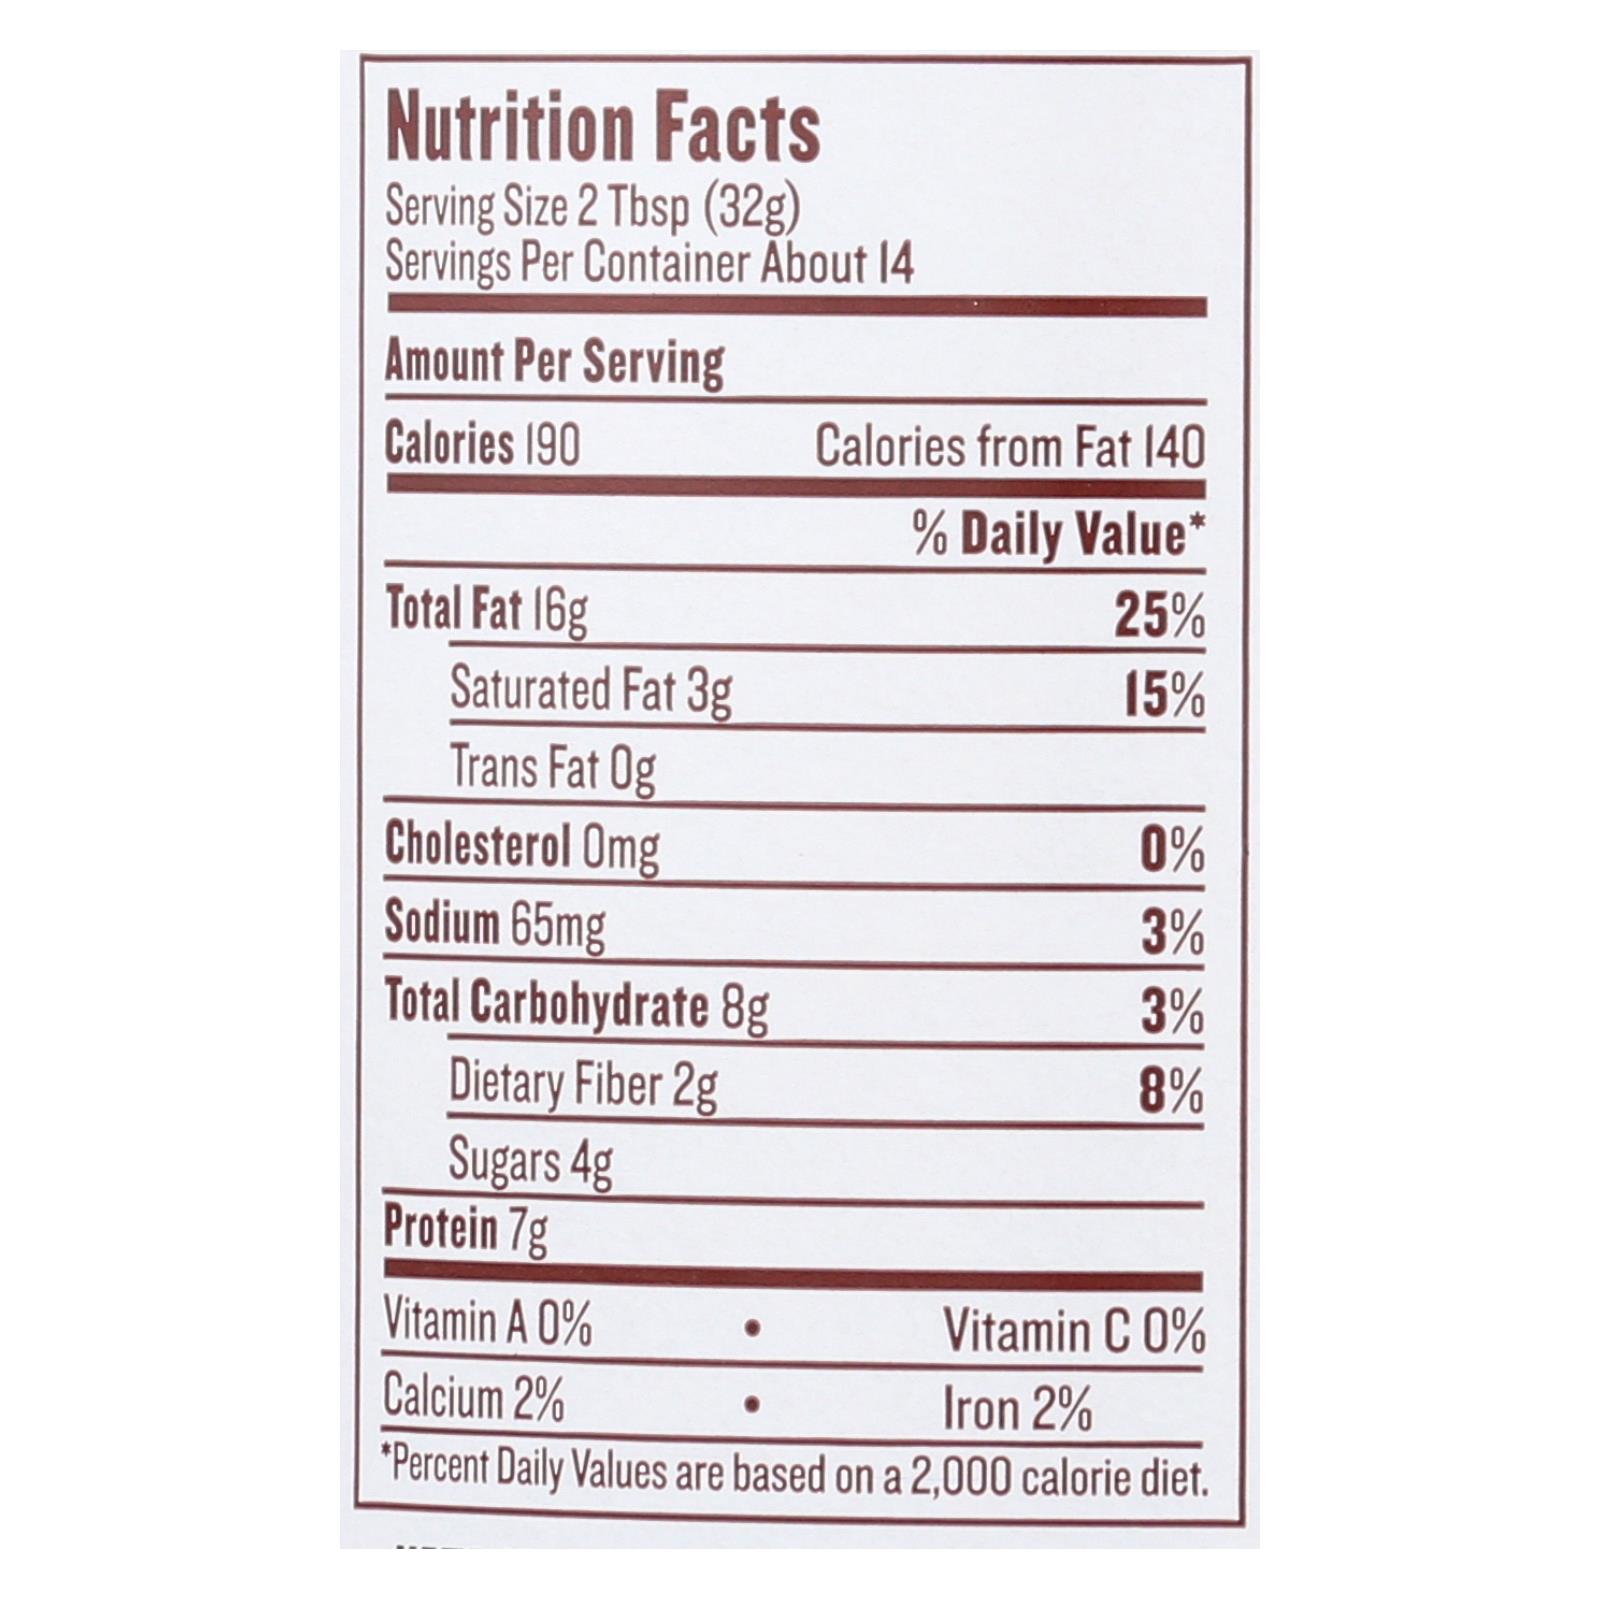 Nutrition Facts
Serving Size 2 Tbsp (32g)
Servings Per Container About 14
Amount Per Serving
Calories 190 Calories from Fat 140
% Daily Value*
Total Fat 16g 25%
Saturated Fat 3g 15%
Trans Fat 0g
Cholesterol 0mg 0%
Sodium 65mg 3%
Total Carbohydrate 8g 3%
Dietary Fiber 2g 8%
Sugars 4g
Protein 7g
Vitamin A 0% • Vitamin C 0%
Calcium 2% • Iron 2%
*Percent Daily Values are based on a 2,000 calorie diet.